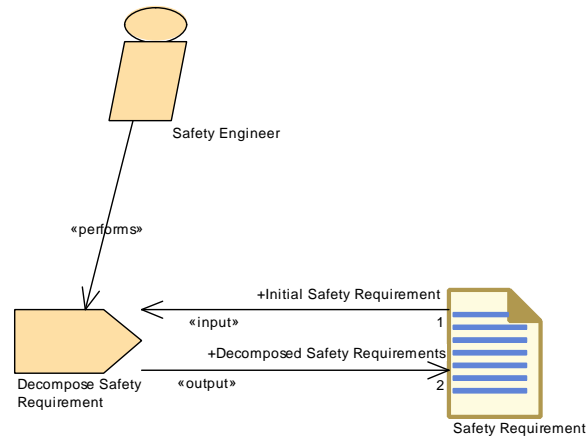 Safety Engineer
«performs»
+Initial Safety Requirement
«input»
1
+Decomposed Safety Requirements
«output»
2
Decompose Safety
Requirement
Safety Requirement